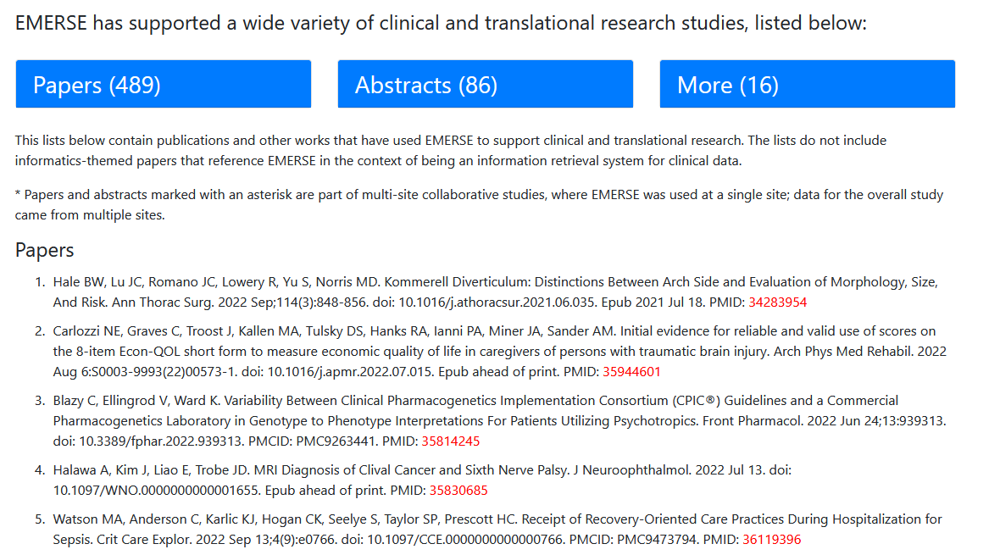 EMERSE has supported a wide variety of clinical and translational research studies, listed below:
Papers (489)
Abstracts (86)
More (16)
This lists below contain publications and other works that have used EMERSE to support clinical and translational research. The lists do not include
informatics-themed papers that reference EMERSE in the context of being an information retrieval system for clinical data.
* Papers and abstracts marked with an asterisk are part of multi-site collaborative studies, where EMERSE was used at a single site; data for the overall study
came from multiple sites.
Papers
1. Hale BW, Lu JC, Romano JC, Lowery R, Yu S, Norris MD. Kommerell Diverticulum: Distinctions Between Arch Side and Evaluation of Morphology, Size,
And Risk. Ann Thorac Surg. 2022 Sep;114(3):848-856. doi: 10.1016/j.athoracsur.2021.06.035. Epub 2021 Jul 18. PMID: 34283954
2. Carlozzi NE, Graves C, Troost J, Kallen MA, Tulsky DS, Hanks RA, Ianni PA, Miner JA, Sander AM. Initial evidence for reliable and valid use of scores on
the 8-item Econ-QOL short form to measure economic quality of life in caregivers of persons with traumatic brain injury. Arch Phys Med Rehabil. 2022
Aug 6:S0003-9993(22)00573-1. doi: 10.1016/j.apmr.2022.07.015. Epub ahead of print. PMID: 35944601
3. Blazy C, Ellingrod V, Ward K. Variability Between Clinical Pharmacogenetics Implementation Consortium (CPIC®) Guidelines and a Commercial
Pharmacogenetics Laboratory in Genotype to Phenotype Interpretations For Patients Utilizing Psychotropics. Front Pharmacol. 2022 Jun 24;13:939313.
doi: 10.3389/fphar.2022.939313. PMCID: PMC9263441. PMID: 35814245
4. Halawa A, Kim J, Liao E, Trobe JD. MRI Diagnosis of Clival Cancer and Sixth Nerve Palsy. J Neuroophthalmol. 2022 Jul 13. doi:
10.1097/WNO.0000000000001655. Epub ahead of print. PMID: 35830685
5. Watson MA, Anderson C, Karlic KJ, Hogan CK, Seelye S, Taylor SP, Prescott HC. Receipt of Recovery-Oriented Care Practices During Hospitalization for
Sepsis. Crit Care Explor. 2022 Sep 13;4(9):e0766. doi: 10.1097/CCE.0000000000000766. PMCID: PMC9473794. PMID: 36119396